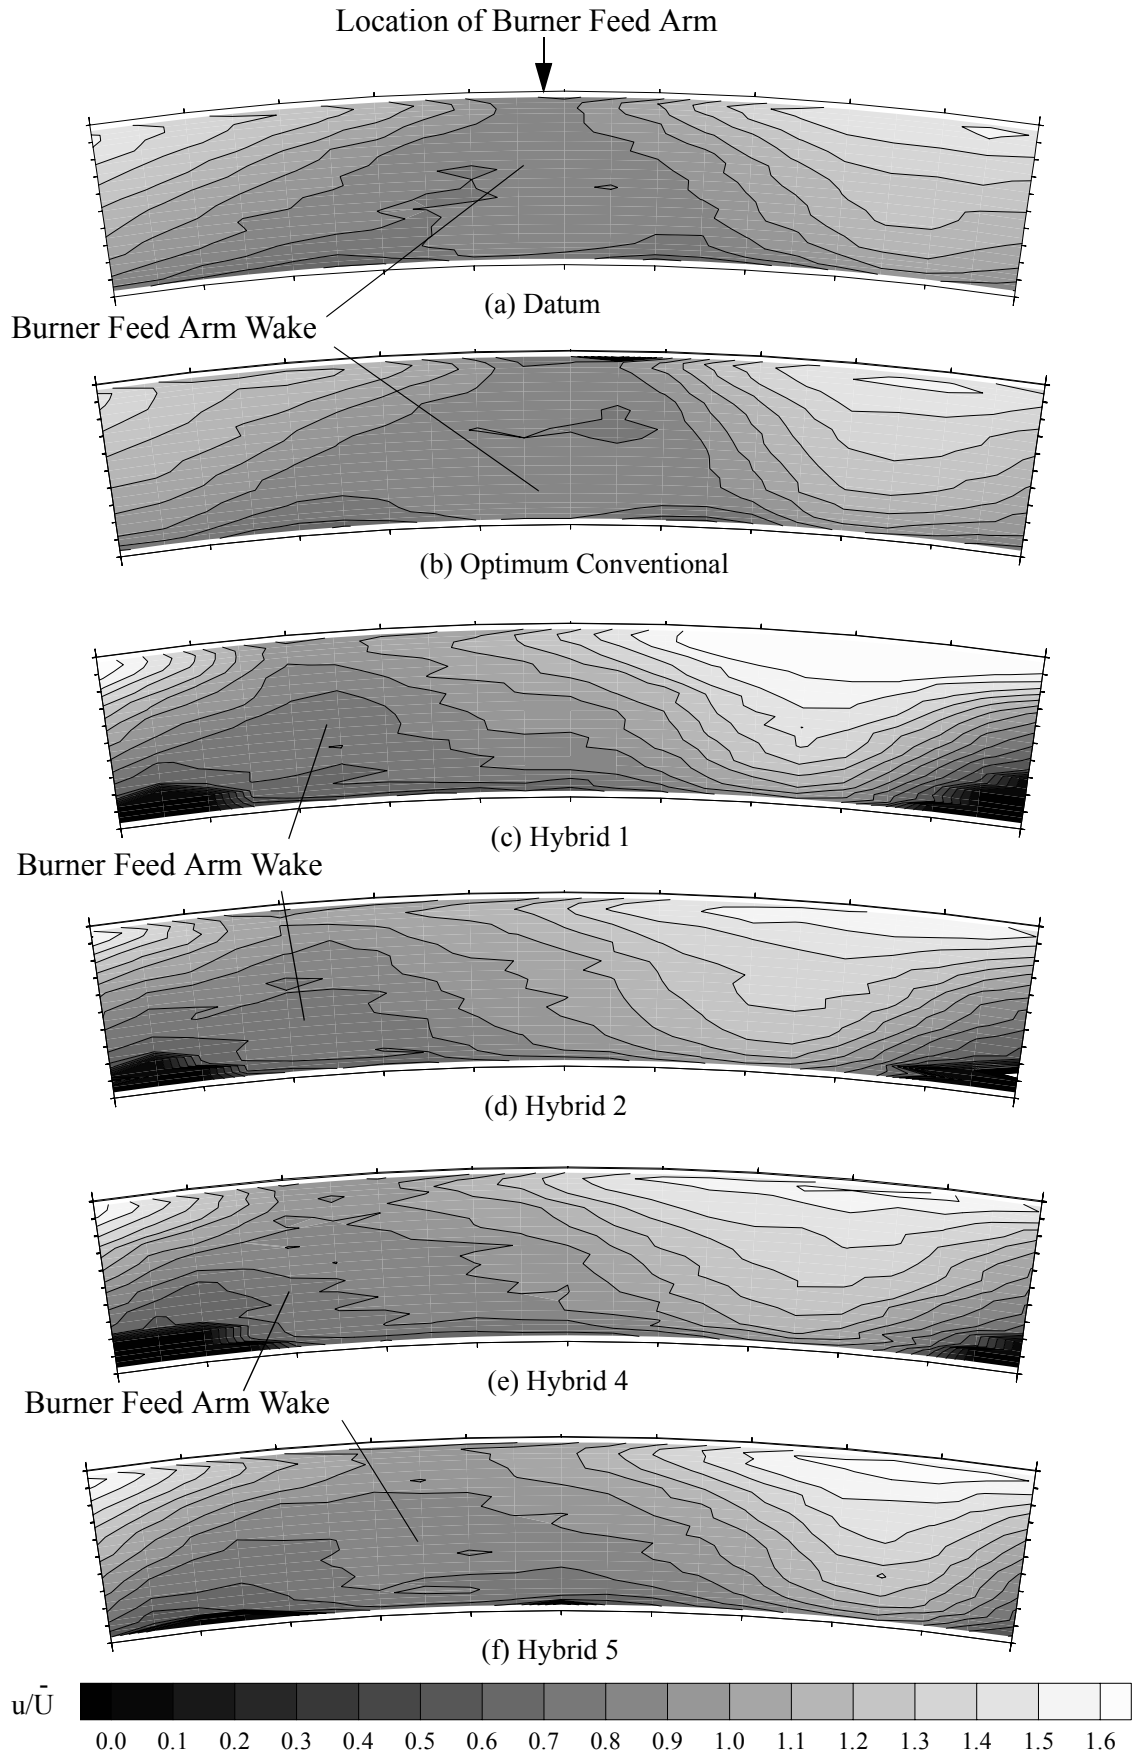 Location of Burner Feed Arm
(a) Datum
Burner Feed Arm Wake
(b) Optimum Conventional
(c) Hybrid 1
Burner Feed Arm Wake
(d) Hybrid 2
(e) Hybrid 4
Burner Feed Arm Wake
(f) Hybrid 5
u/Ū
0.0 0.1 0.2 0.3 0.4 0.5 0.6 0.7 0.8 0.9 1.0 1.1 1.2 1.3 1.4 1.5 1.6